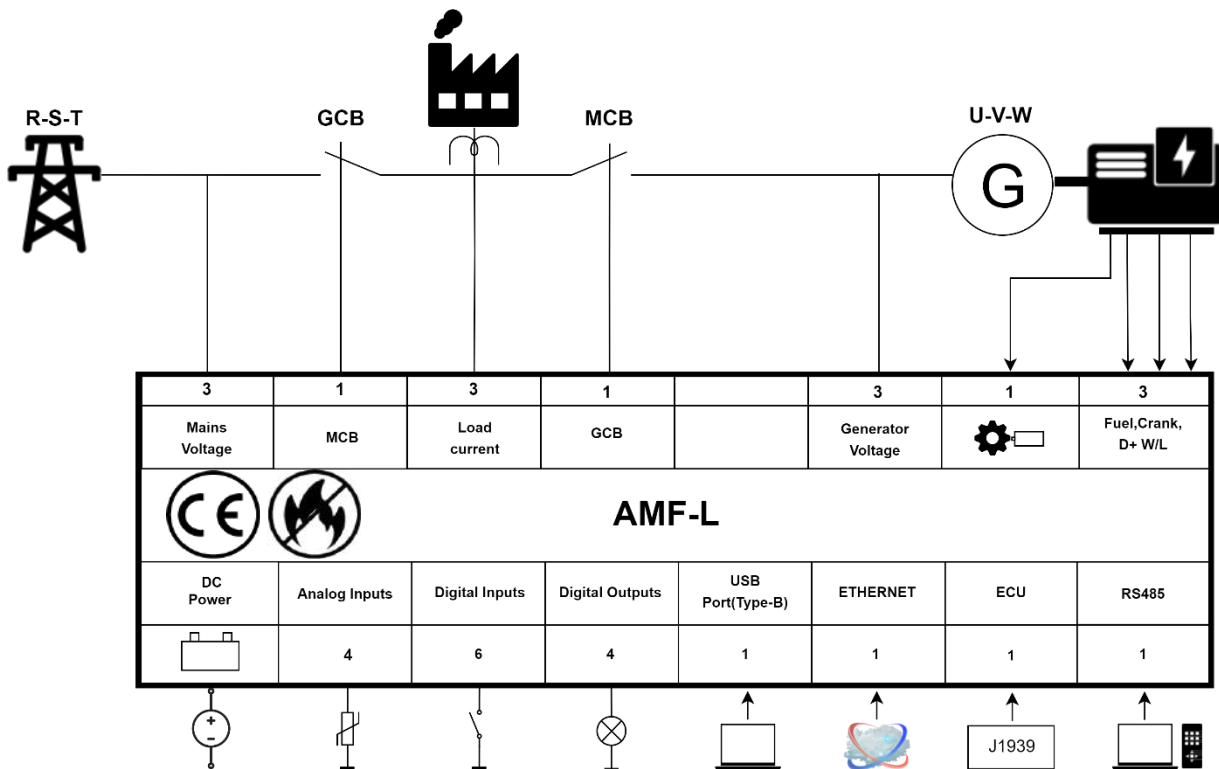 R-S-T
GCB
MCB
U-V-W
G
3
1
3
1
3
1
3
Mains
Voltage
MCB
Load
current
GCB
Generator
Voltage
Fuel,Crank,
D+ W/L
CE
AMF-L
DC
Power
Analog Inputs
Digital Inputs
Digital Outputs
USB
Port(Type-B)
ETHERNET
ECU
RS485
4
6
4
1
1
1
1
J1939